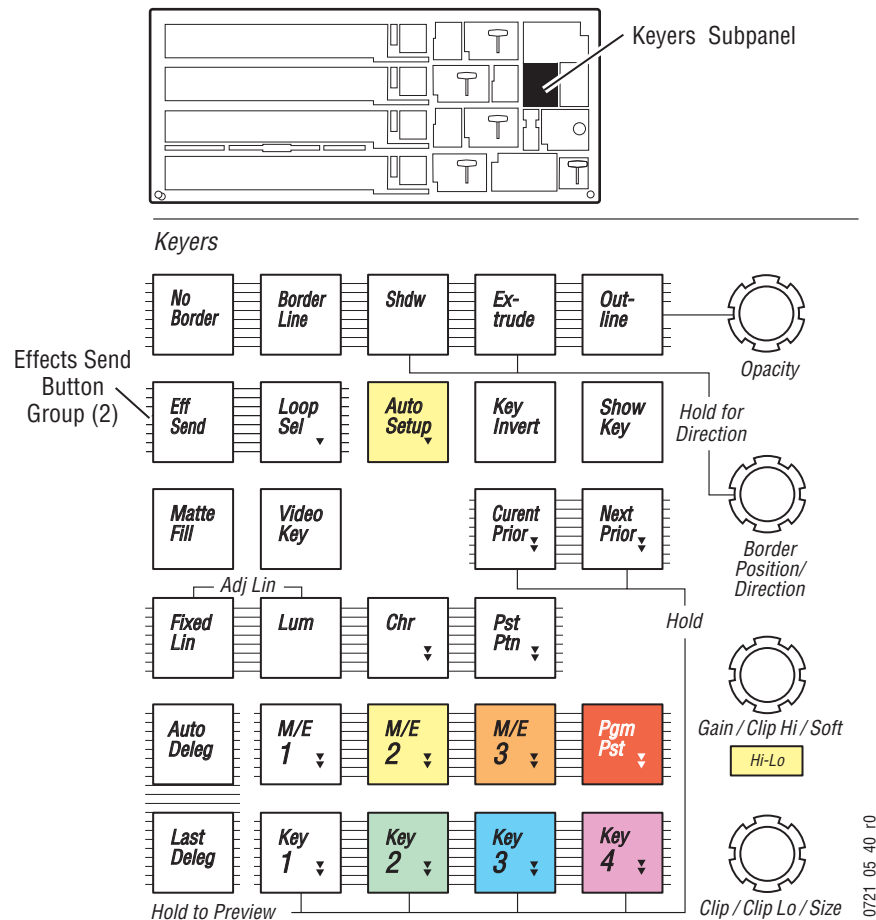 Keyers Subpanel
Keyers
No
Border
Border
Line
Shdw
Ex-
trude
Out-
line
Opacity
Effects Send
Button
Group (2)
Eff
Send
Loop
Sel
Auto
Setup
Key
Invert
Show
Key
Hold for
Direction
Matte
Fill
Video
Key
Curent
Prior
Next
Prior
Border
Position/
Direction
Adj Lin
Fixed
Lin
Lum
Chr
Pst
Ptn
Hold
Auto
Deleg
M/E
1
M/E
2
M/E
3
Pgm
Pst
Gain / Clip Hi / Soft
Hi-Lo
Last
Deleg
Key
1
Key
2
Key
3
Key
4
Hold to Preview
Clip / Clip Lo / Size
0721 05 40 r0